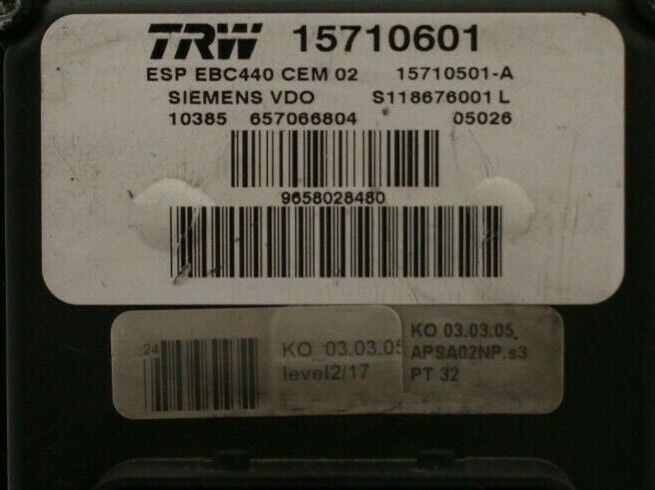 TRW 15710601
ESP EBC440 CEM 02 15710501-A
SIEMENS VDO S118676001 L
10385 657066804 05026
9658028480
24
KO 03.03.05
level2/17
KO 03.03.05.
APSA02NP.s3
PT 32